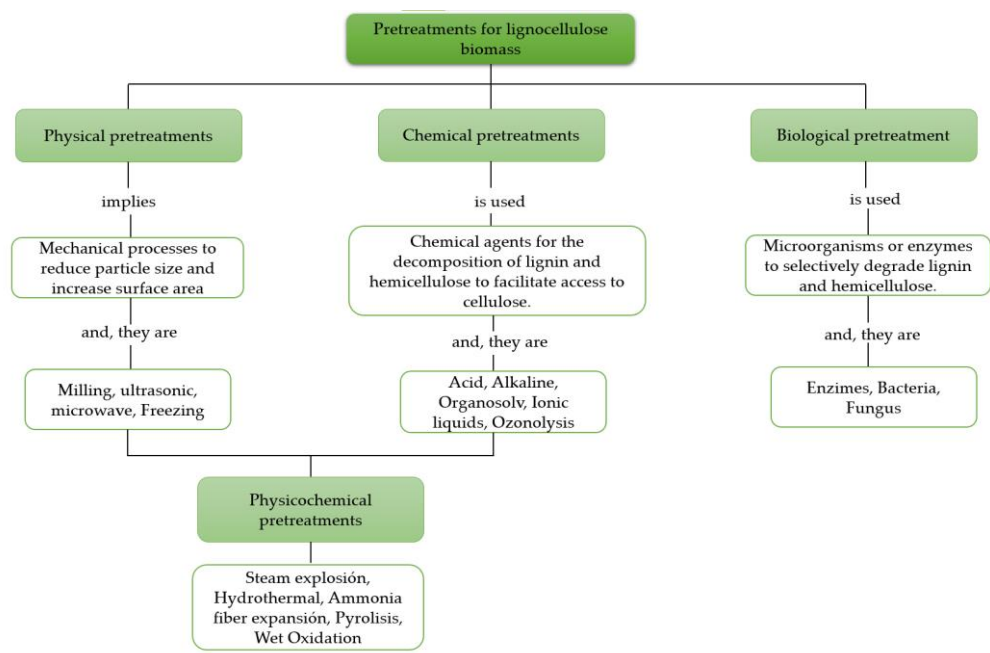 Pretreatments for lignocellulose
biomass
Physical pretreatments
Chemical pretreatments
Biological pretreatment
implies
is used
is used
Mechanical processes to
reduce particle size and
increase surface area
Chemical agents for the
decomposition of lignin and
hemicellulose to facilitate access to
cellulose.
Microorganisms or enzymes
to selectively degrade lignin
and hemicellulose.
and, they are
and, they are
and, they are
Milling, ultrasonic,
microwave, Freezing
Acid, Alkaline,
Organosolv, Ionic
liquids, Ozonolysis
Enzimes, Bacteria,
Fungus
Physicochemical
pretreatments
Steam explosión,
Hydrothermal, Ammonia
fiber expansión, Pyrolisis,
Wet Oxidation